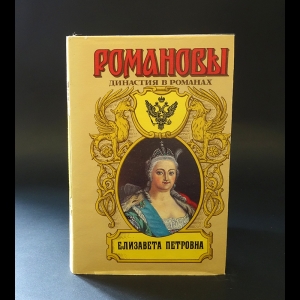 РОМАНОВЫ
ДИНАСТИЯ В РОМАНАХ
ЕЛИЗАВЕТА ПЕТРОВНА